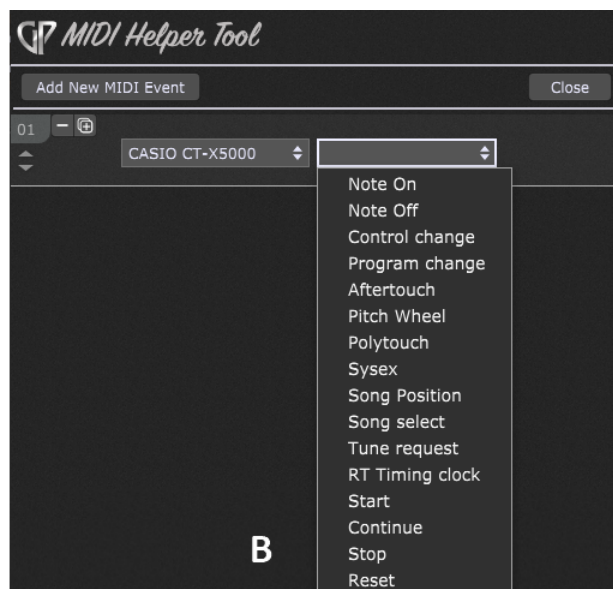 GP MIDI Helper Tool
Add New MIDI Event Close
01
CASIO CT-X5000
Note On
Note Off
Control change
Program change
Aftertouch
Pitch Wheel
Polytouch
Sysex
Song Position
Song select
Tune request
RT Timing clock
Start
Continue
Stop
B
Reset